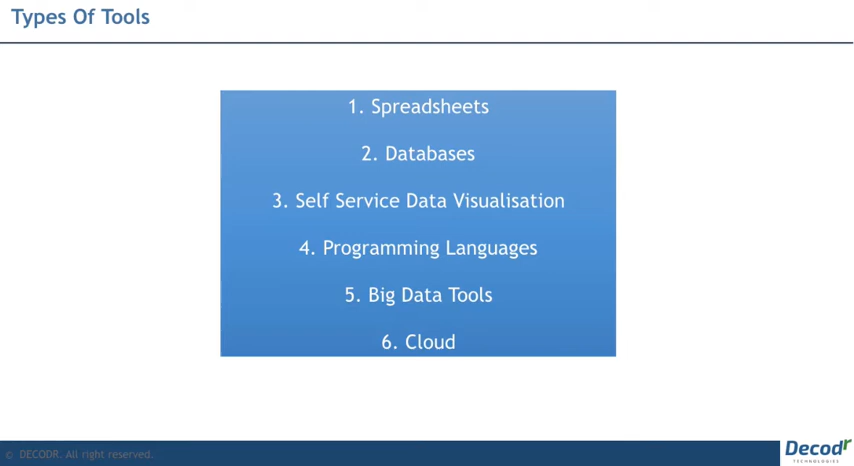 Types Of Tools
1. Spreadsheets
2. Databases
3. Self Service Data Visualisation
4. Programming Languages
5. Big Data Tools
6. Cloud
© DECODR. All right reserved.
Decodr
TECHNOLOGIES